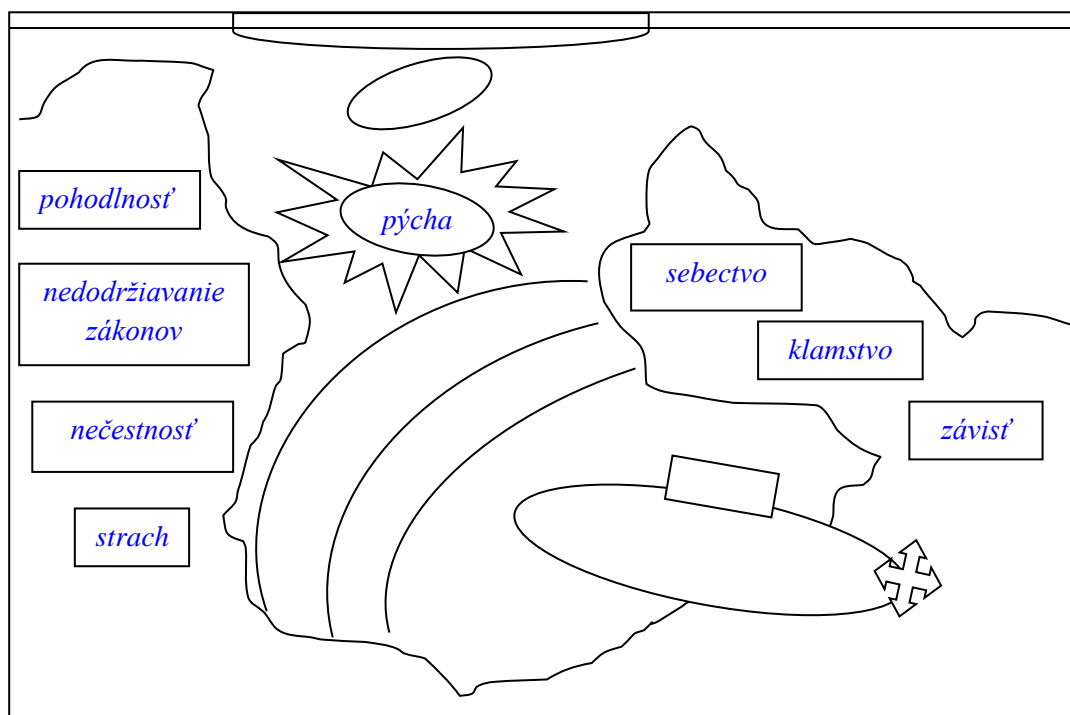 pohodlnosť
pýcha
nedodržiavanie
zákonov
nečestnosť
strach
sebectvo
klamstvo
závisť